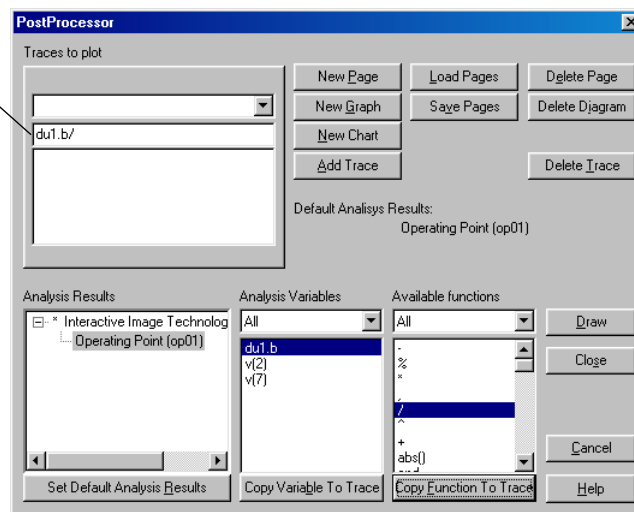 PostProcessor
Traces to plot
New Page
Load Pages
Delete Page
New Graph
Save Pages
Delete Diagram
du1.b/
New Chart
Add Trace
Delete Trace
Default Analisys Results:
Operating Point (op01)
Analysis Results
Analysis Variables
Available functions
* Interactive Image Technolog
Operating Point (op01)
All
du1.b
v(2)
v(7)
All
-
%
*
,
/
^
+
abs()
Draw
Close
Cancel
Set Default Analysis Results
Copy Variable To Trace
Copy Function To Trace
Help